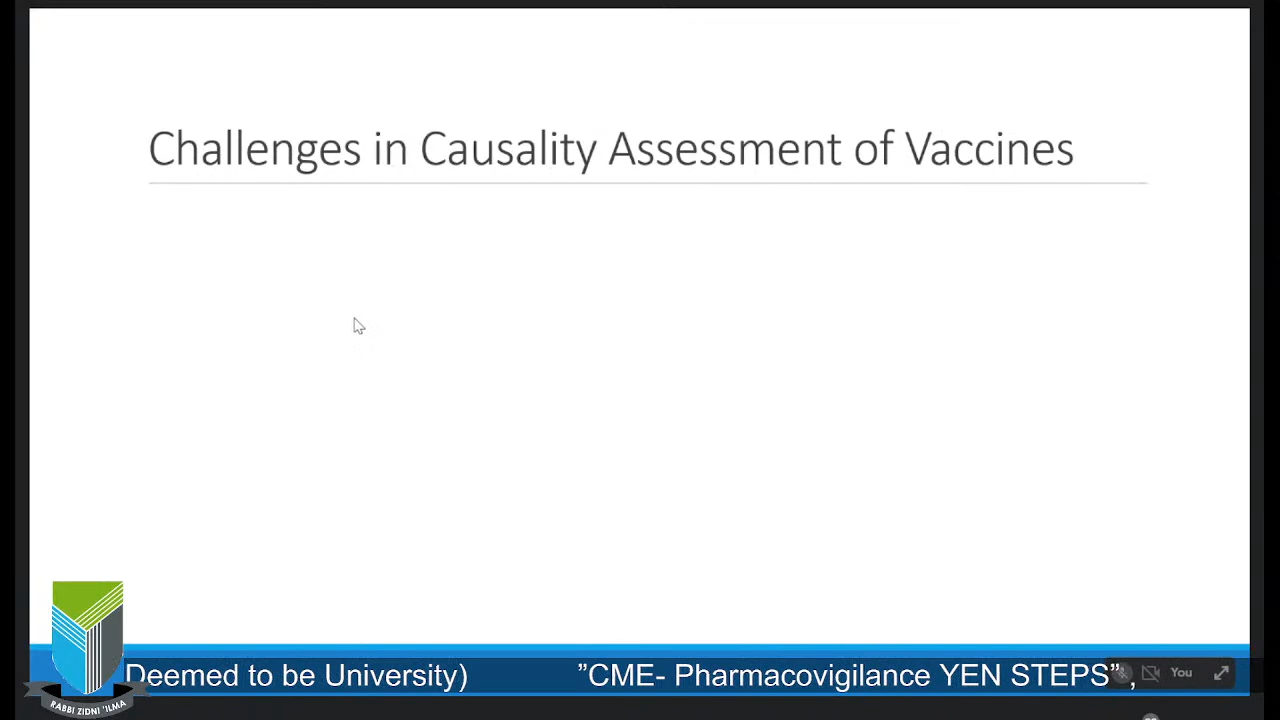 Challenges in Causality Assessment of Vaccines
Deemed to be University) ”CME- Pharmacovigilance YEN STEPS” ,
You
RABBI ZIDNI 'ILMA